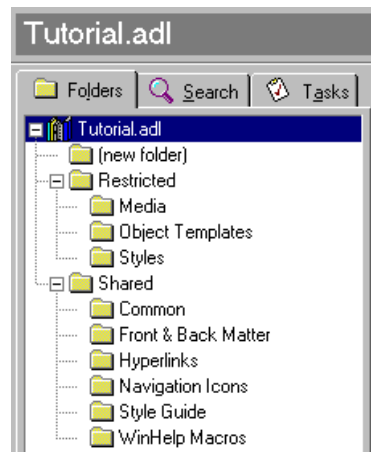 Tutorial.adl
Folders Search Tasks
Tutorial.adl
(new folder)
Restricted
Media
Object Templates
Styles
Shared
Common
Front & Back Matter
Hyperlinks
Navigation Icons
Style Guide
WinHelp Macros